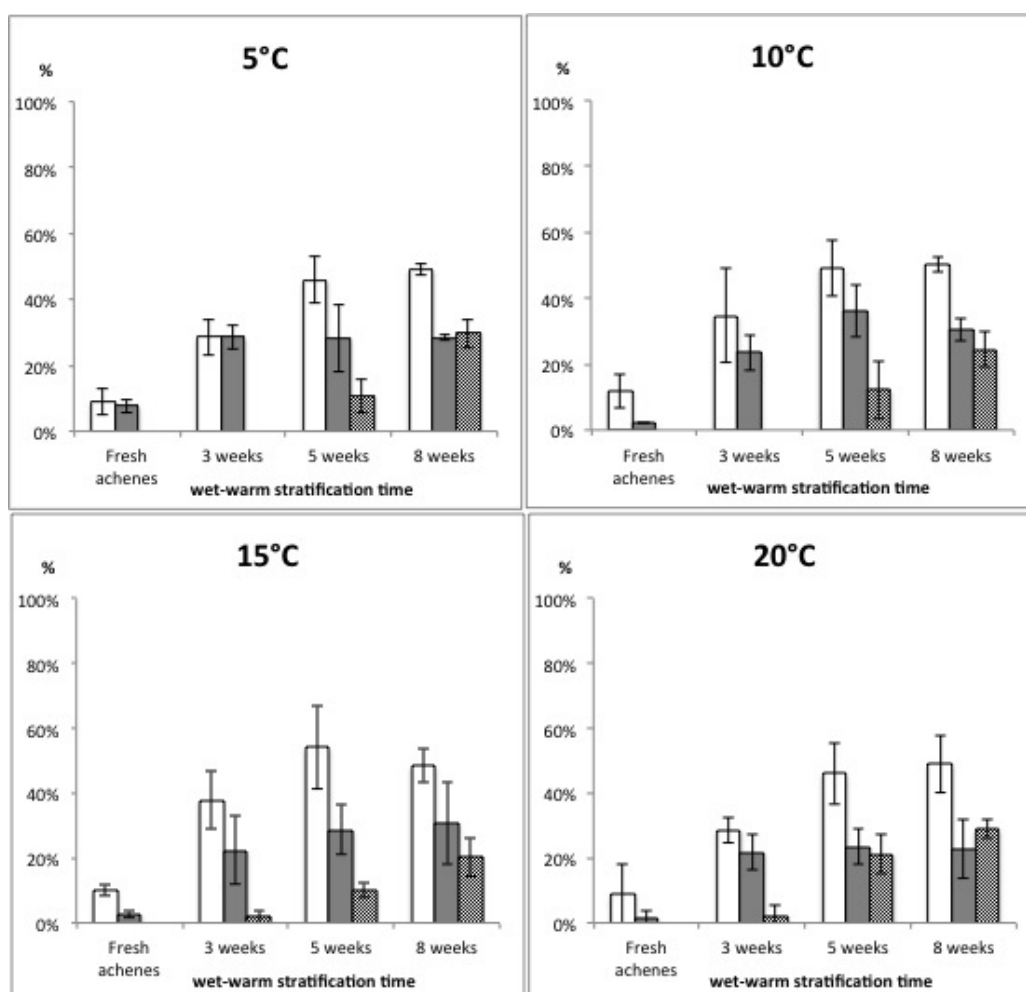 5°C
%
100%
80%
60%
40%
20%
0%
Fresh achenes
3 weeks
5 weeks
8 weeks
wet-warm stratification time
10°C
%
100%
80%
60%
40%
20%
0%
Fresh achenes
3 weeks
5 weeks
8 weeks
wet-warm stratification time
15°C
%
100%
80%
60%
40%
20%
0%
Fresh achenes
3 weeks
5 weeks
8 weeks
wet-warm stratification time
20°C
%
100%
80%
60%
40%
20%
0%
Fresh achenes
3 weeks
5 weeks
8 weeks
wet-warm stratification time